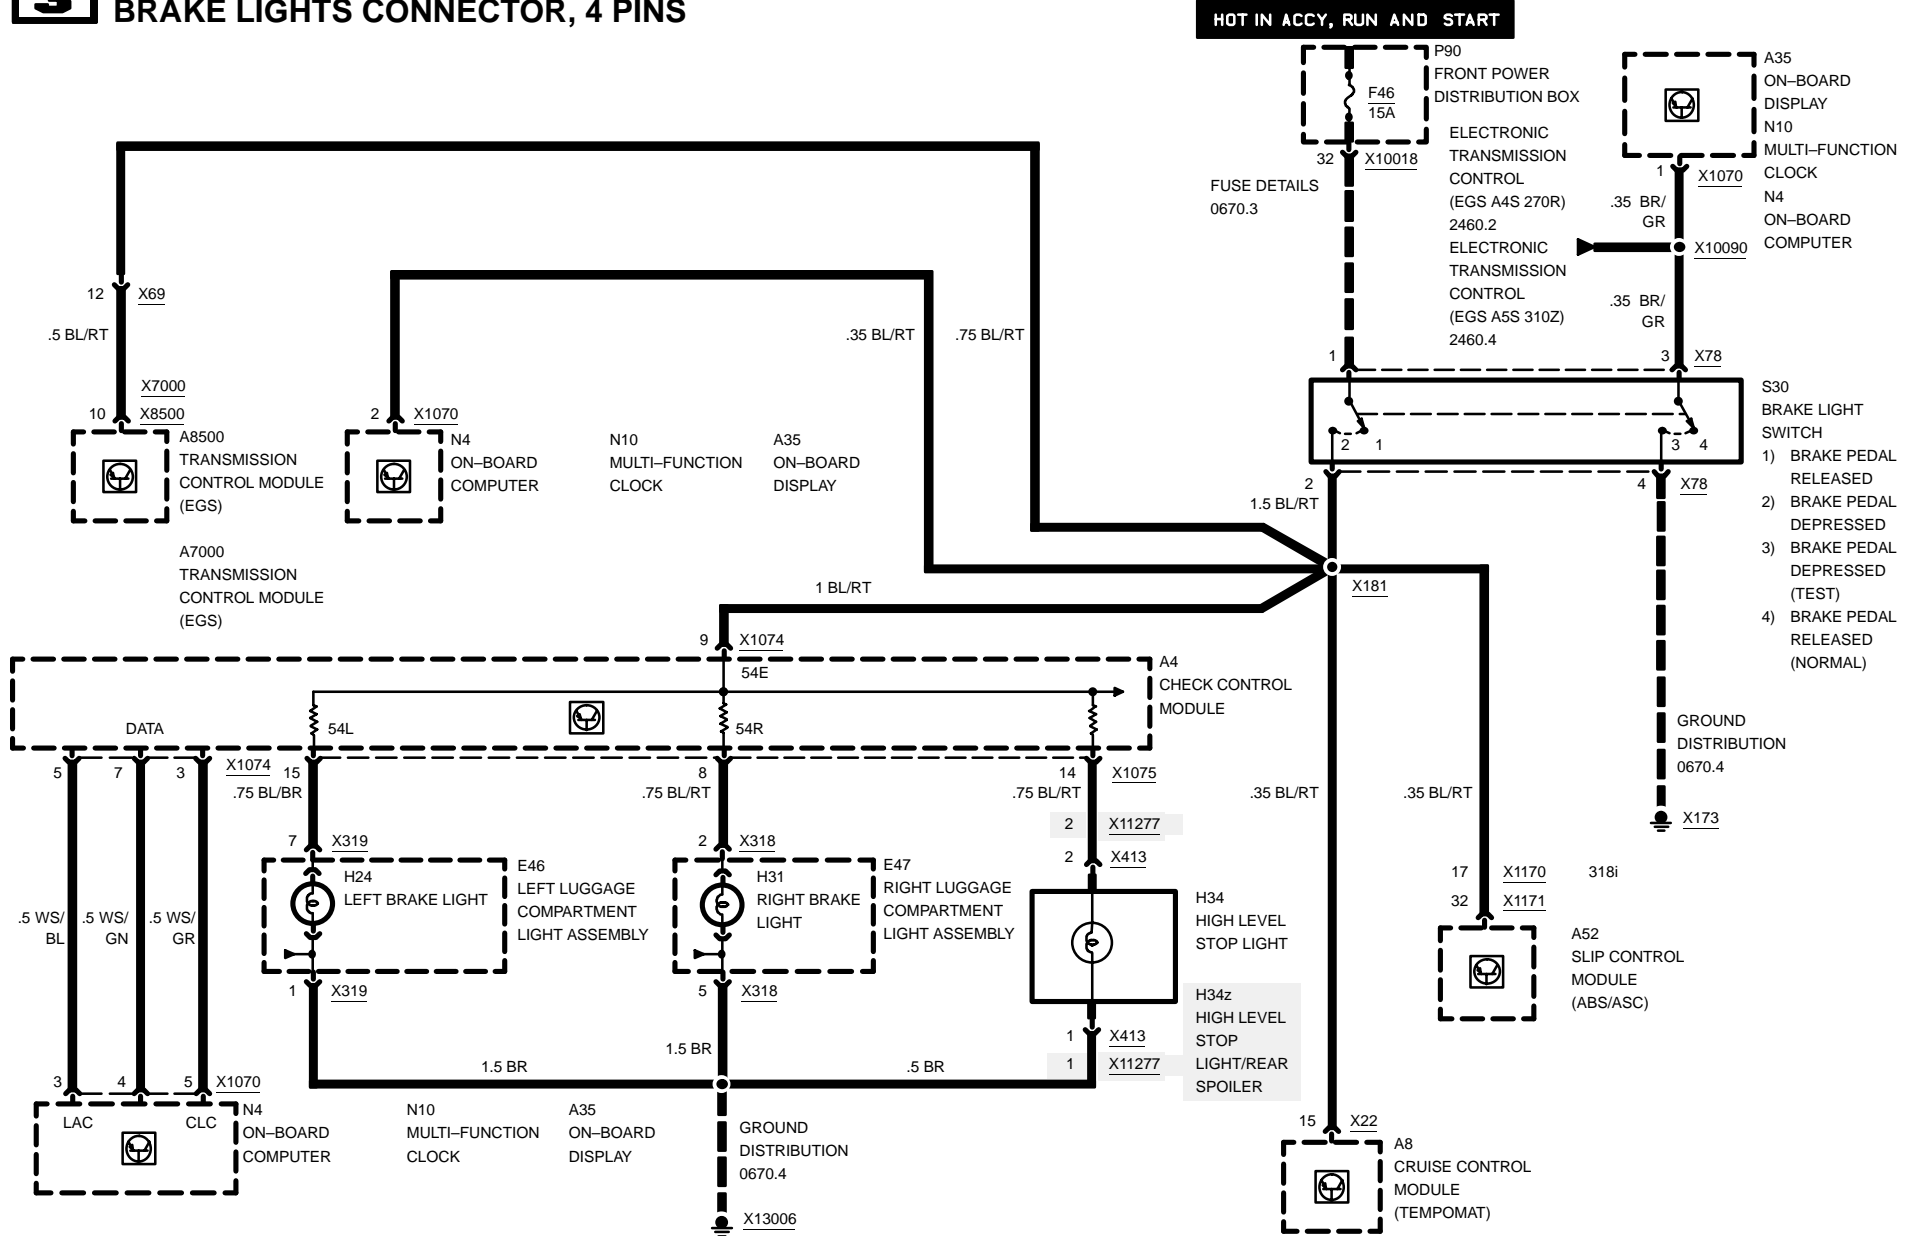 3
BRAKE LIGHTS CONNECTOR, 4 PINS
HOT IN ACCY, RUN AND START
P90
FRONT POWER
DISTRIBUTION BOX
F46
15A
32 X10018
FUSE DETAILS
0670.3
ELECTRONIC
TRANSMISSION
CONTROL
(EGS A4S 270R)
2460.2
ELECTRONIC
TRANSMISSION
CONTROL
(EGS A5S 310Z)
2460.4
A35
ON–BOARD
DISPLAY
N10
MULTI–FUNCTION
CLOCK
N4
ON–BOARD
COMPUTER
1 X1070
.35 BR/
GR
X10090
.35 BR/
GR
1 3 X78
S30
BRAKE LIGHT
SWITCH
1) BRAKE PEDAL
RELEASED
2) BRAKE PEDAL
DEPRESSED
3) BRAKE PEDAL
DEPRESSED
(TEST)
4) BRAKE PEDAL
RELEASED
(NORMAL)
2 1 3 4
2 4 X78
1.5 BL/RT
12 X69
.5 BL/RT
.35 BL/RT
.75 BL/RT
X7000
10 X8500
A8500
TRANSMISSION
CONTROL MODULE
(EGS)
A7000
TRANSMISSION
CONTROL MODULE
(EGS)
2 X1070
N4
ON–BOARD
COMPUTER
N10
MULTI–FUNCTION
CLOCK
A35
ON–BOARD
DISPLAY
1 BL/RT
X181
9 X1074
54E
A4
CHECK CONTROL
MODULE
DATA
54L
54R
5 7 3 X1074 15 8 14 X1075
.75 BL/BR
.75 BL/RT
.75 BL/RT
.35 BL/RT
.35 BL/RT
GROUND
DISTRIBUTION
0670.4
X173
2 X11277
7 X319
2 X318
2 X413
H24
LEFT BRAKE LIGHT
E46
LEFT LUGGAGE
COMPARTMENT
LIGHT ASSEMBLY
H31
RIGHT BRAKE
LIGHT
E47
RIGHT LUGGAGE
COMPARTMENT
LIGHT ASSEMBLY
H34
HIGH LEVEL
STOP LIGHT
17 X1170 318i
32 X1171
A52
SLIP CONTROL
MODULE
(ABS/ASC)
.5 WS/
BL
.5 WS/
GN
.5 WS/
GR
1 X319
5 X318
H34z
HIGH LEVEL
STOP
LIGHT/REAR
SPOILER
1 X413
1 X11277
1.5 BR
1.5 BR
.5 BR
3 4 5 X1070
LAC
CLC
N4
ON–BOARD
COMPUTER
N10
MULTI–FUNCTION
CLOCK
A35
ON–BOARD
DISPLAY
GROUND
DISTRIBUTION
0670.4
X13006
15 X22
A8
CRUISE CONTROL
MODULE
(TEMPOMAT)